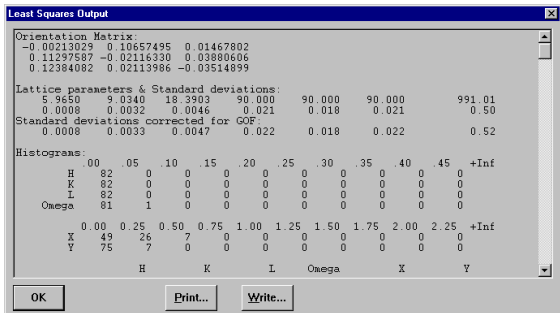 Least Squares Output
Orientation Matrix:
-0.00213029 0.10657495 0.01467802
0.11297587 -0.02116330 0.03880606
0.12384082 0.02113986 -0.03514899
Lattice parameters & Standard deviations:
5.9650 9.0340 18.3903 90.000 90.000 90.000 991.01
0.0008 0.0032 0.0046 0.021 0.018 0.021 0.50
Standard deviations corrected for GOF:
0.0008 0.0033 0.0047 0.022 0.018 0.022 0.52
Histograms:
.00 .05 .10 .15 .20 .25 .30 .35 .40 .45 +Inf
H 82 0 0 0 0 0 0 0 0 0
K 82 0 0 0 0 0 0 0 0 0
L 82 0 0 0 0 0 0 0 0 0
Omega 81 1 0 0 0 0 0 0 0 0
0.00 0.25 0.50 0.75 1.00 1.25 1.50 1.75 2.00 2.25 +Inf
X 49 26 7 0 0 0 0 0 0 0
Y 75 7 0 0 0 0 0 0 0 0
H K L Omega X Y
OK Print... Write...